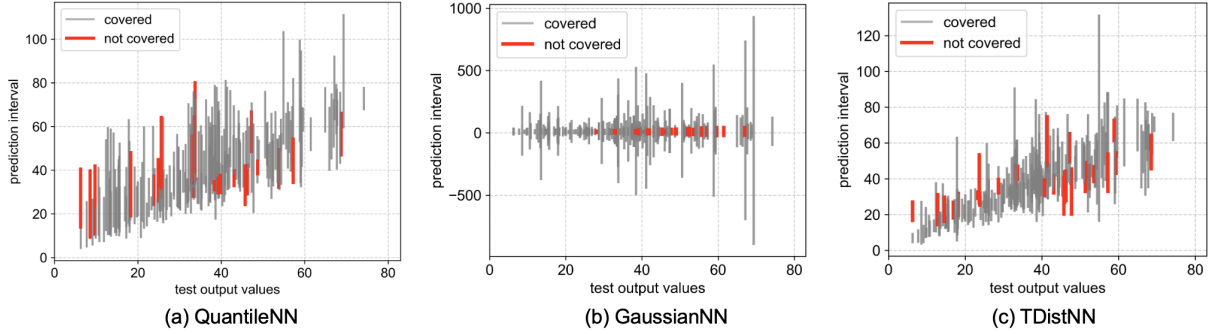 covered
not covered
prediction interval
100
80
60
40
20
0
0 20 40 60 80
test output values
(a) QuantileNN
covered
not covered
prediction interval
1000
500
0
−500
0 20 40 60 80
test output values
(b) GaussianNN
covered
not covered
prediction interval
120
100
80
60
40
20
0
0 20 40 60 80
test output values
(c) TDistNN